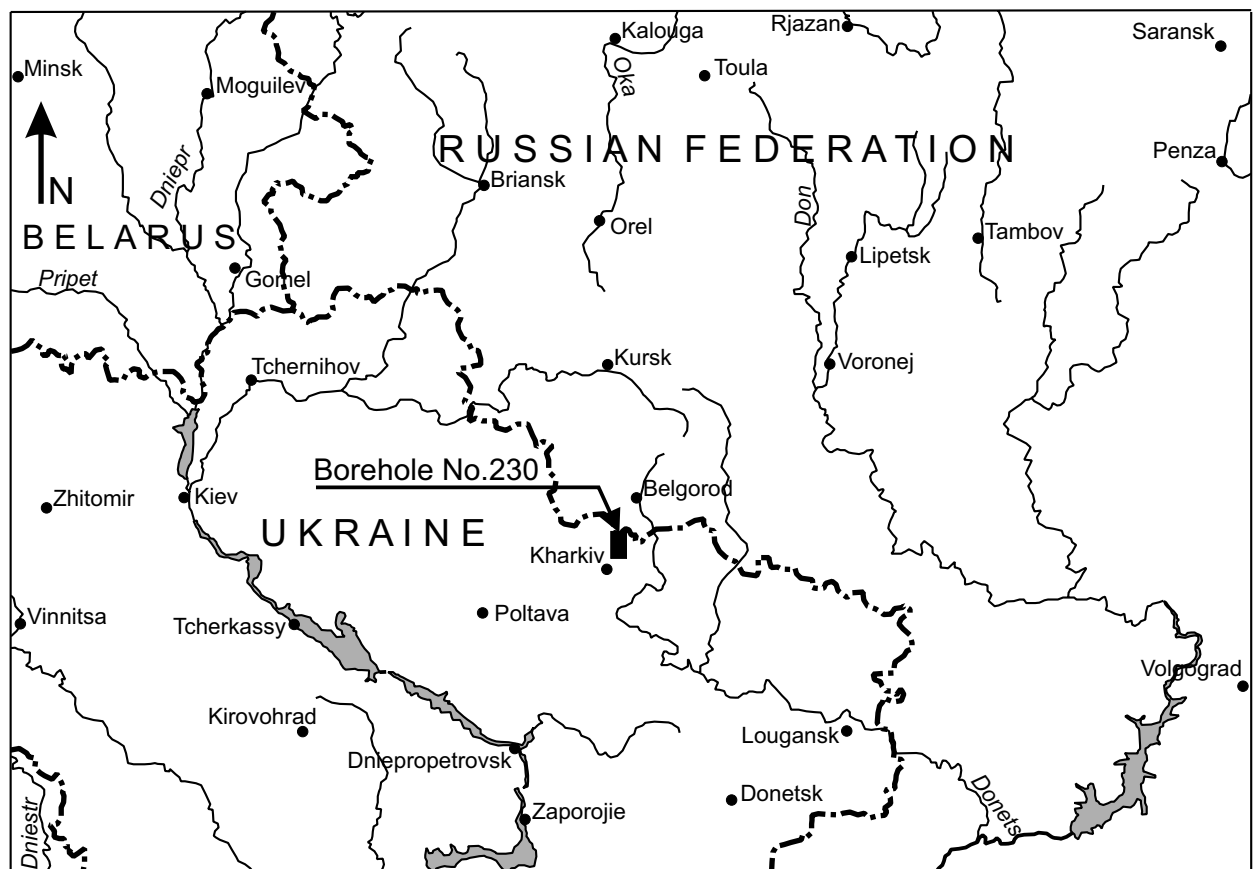 Kalouga
Rjazan
Saransk
Minsk
Toula
Oka
Moguilev
RUSSIAN FEDERATION
Penza
Dniepr
Briansk
N
Don
Orel
Tambov
BELARUS
Lipetsk
Pripet
Gomel
Kursk
Voronej
Tchernihov
Borehole No.230
Belgorod
Zhitomir
Kiev
UKRAINE
Kharkiv
Vinnitsa
Poltava
Tcherkassy
Volgograd
Kirovohrad
Lougansk
Dniepropetrovsk
Donetsk
Donets
Zaporojie
Dniestr